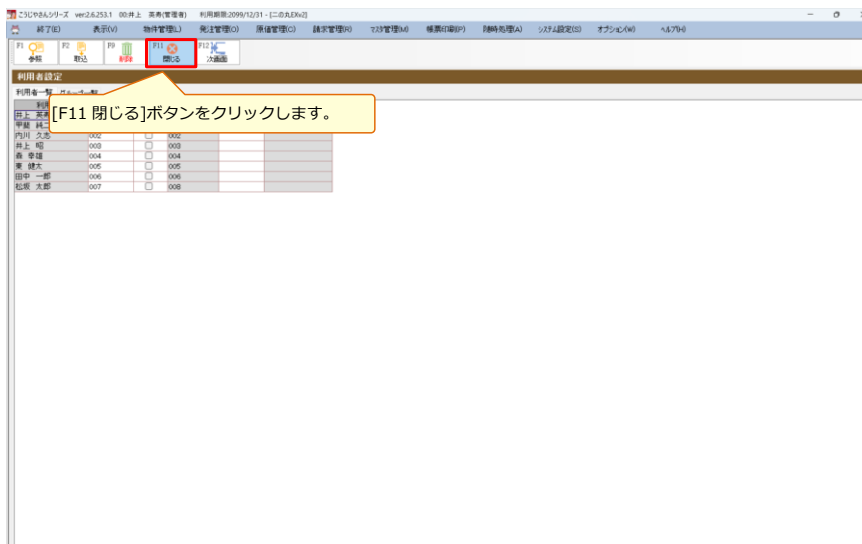 こうじやさんシリーズ ver.2.6.253.1 00:井上 英寿(管理者) 利用期限:2099/12/31 - [二の丸EXv2]
終了(E) 表示(V) 物件管理(L) 発注管理(O) 原価管理(C) 請求管理(R) マスタ管理(M) 帳票印刷(P) 随時処理(A) システム設定(S) オプション(W) ヘルプ(H)
F1 参照 F2 取込 F9 削除 F11 閉じる F12 次画面
利用者設定
利用者一覧
[F11 閉じる]ボタンをクリックします。
井上
内川 久志 002 002
井上 昭 003 003
森 幸雄 004 004
東 健太 005 005
田中 一郎 006 006
松坂 太郎 007 008